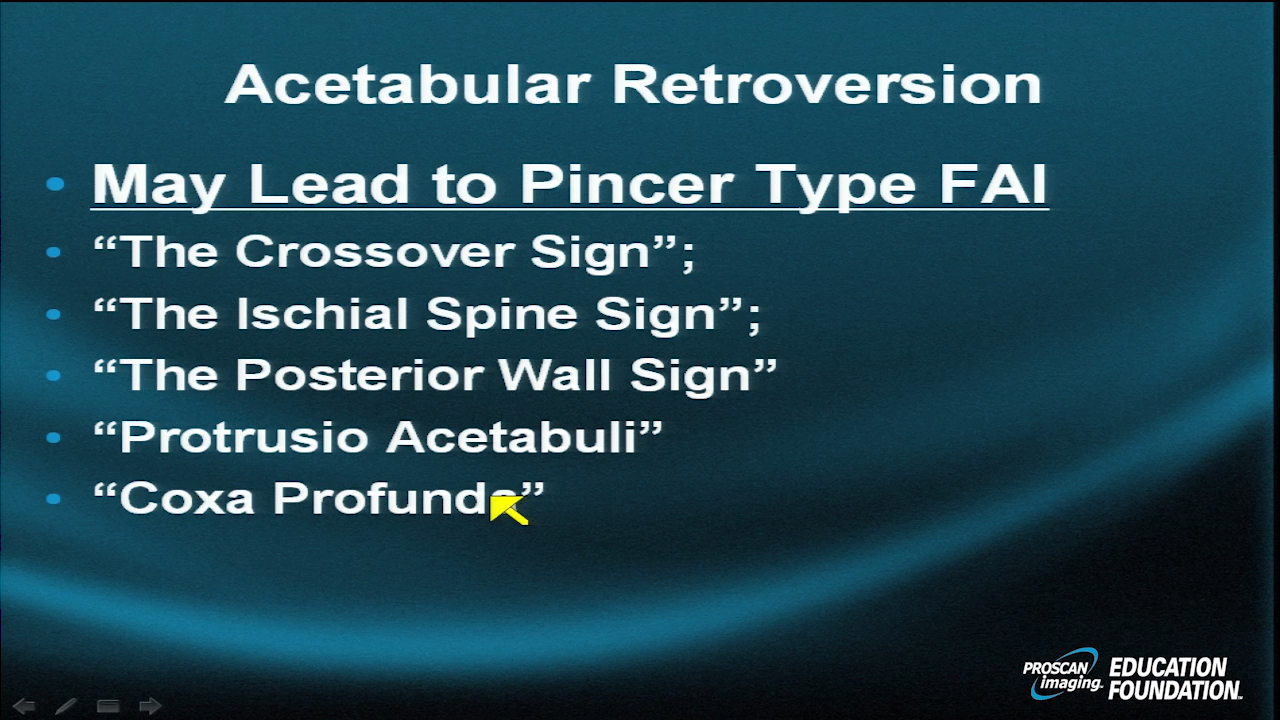 Acetabular Retroversion
• May Lead to Pincer Type FAI
• “The Crossover Sign”;
• “The Ischial Spine Sign”;
• “The Posterior Wall Sign”
• “Protrusio Acetabuli”
• “Coxa Profunda”
PROSCAN imaging. EDUCATION FOUNDATION